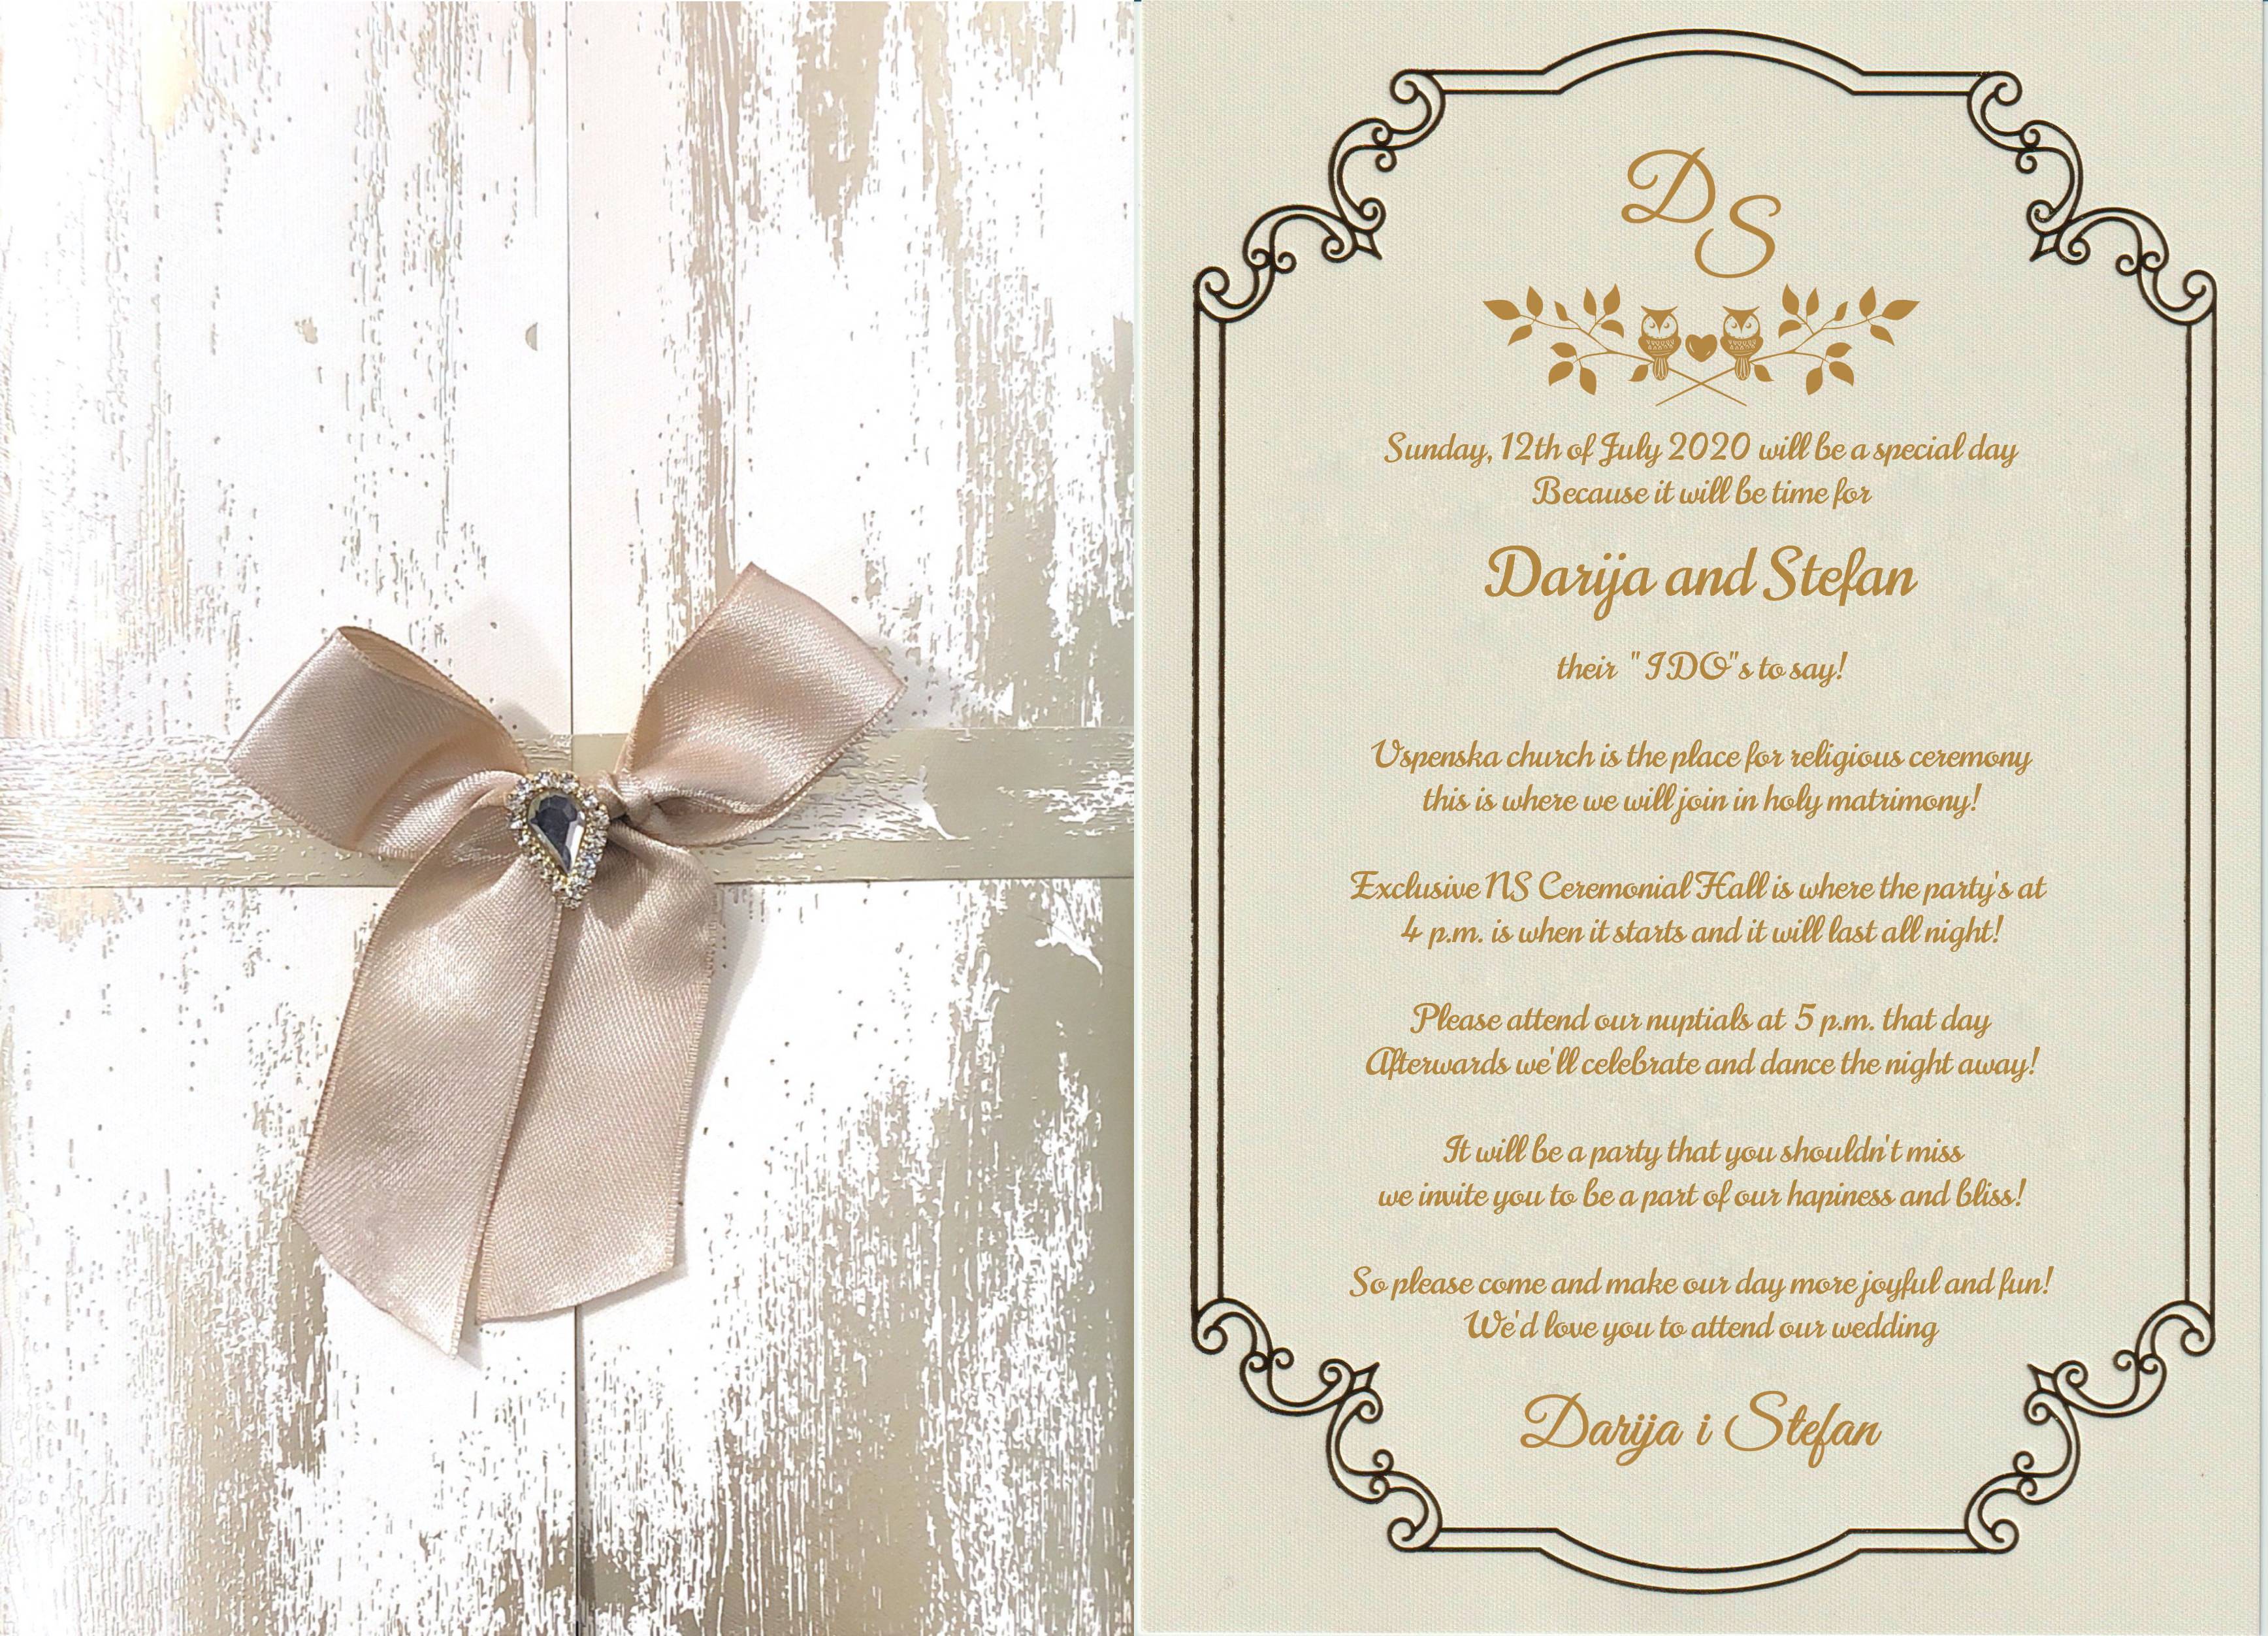 D
S
Sunday, 12th of July 2020 will be a special day
Because it will be time for
Darija and Stefan
their "I DO"s to say!
Uspenska church is the place for religious ceremony
this is where we will join in holy matrimony!
Exclusive NS Ceremonial Hall is where the party's at
4 p.m. is when it starts and it will last all night!
Please attend our nuptials at 5 p.m. that day
Afterwards we'll celebrate and dance the night away!
It will be a party that you shouldn't miss
we invite you to be a part of our hapiness and bliss!
So please come and make our day more joyful and fun!
We'd love you to attend our wedding
Darija i Stefan